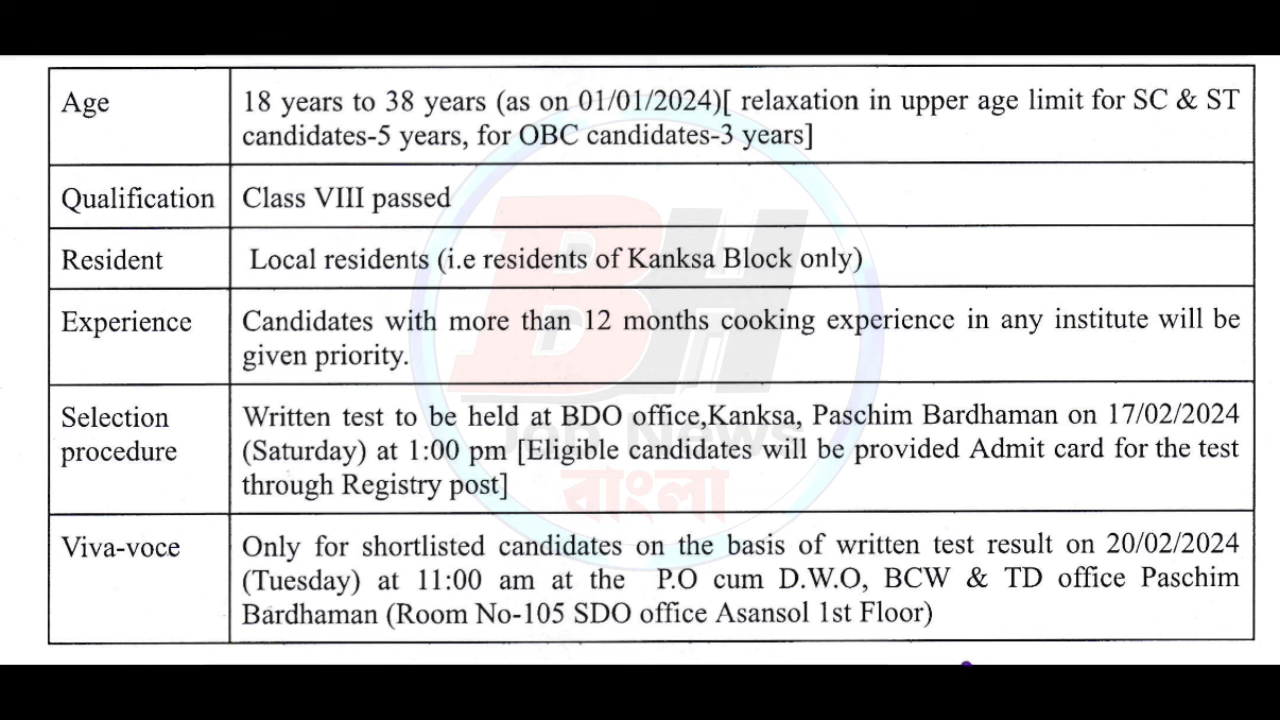 Age
18 years to 38 years (as on 01/01/2024)[ relaxation in upper age limit for SC & ST
candidates-5 years, for OBC candidates-3 years]
Qualification
Class VIII passed
Resident
Local residents (i.e residents of Kanksa Block only)
Experience
Candidates with more than 12 months cooking experience in any institute will be
given priority.
Selection
procedure
Written test to be held at BDO office,Kanksa, Paschim Bardhaman on 17/02/2024
(Saturday) at 1:00 pm [Eligible candidates will be provided Admit card for the test
through Registry post]
Viva-voce
Only for shortlisted candidates on the basis of written test result on 20/02/2024
(Tuesday) at 11:00 am at the P.O cum D.W.O, BCW & TD office Paschim
Bardhaman (Room No-105 SDO office Asansol 1st Floor)
BH
Job News
বাংলা